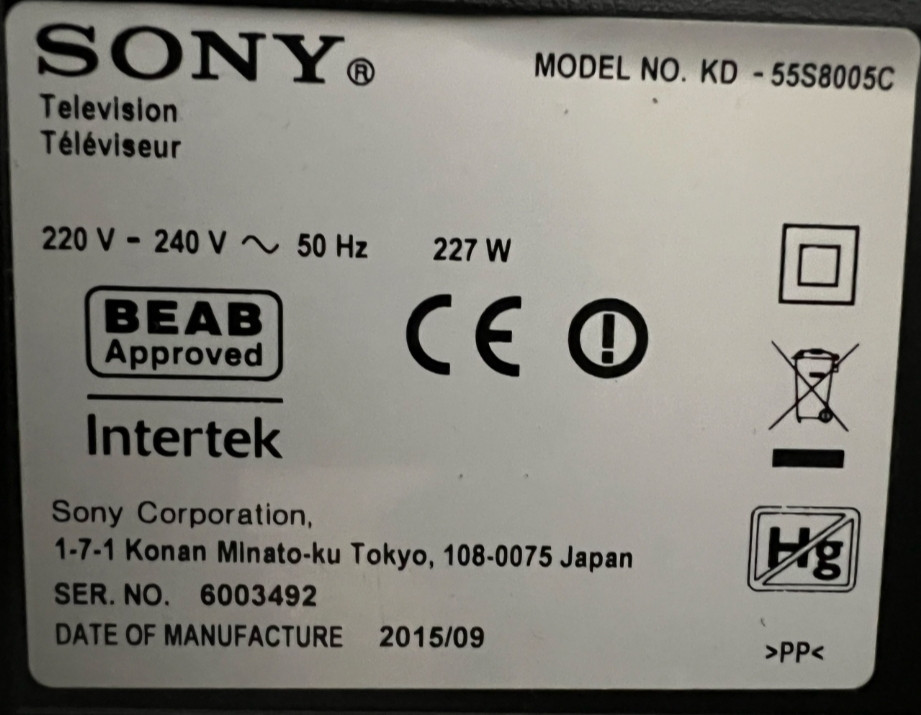 SONY®
MODEL NO. KD - 55S8005C
Television
Téléviseur
220 V - 240 V ~ 50 Hz 227 W
BEAB
Approved
CE
Intertek
Sony Corporation,
1-7-1 Konan Minato-ku Tokyo, 108-0075 Japan
Hg
SER. NO. 6003492
DATE OF MANUFACTURE 2015/09
>PP<